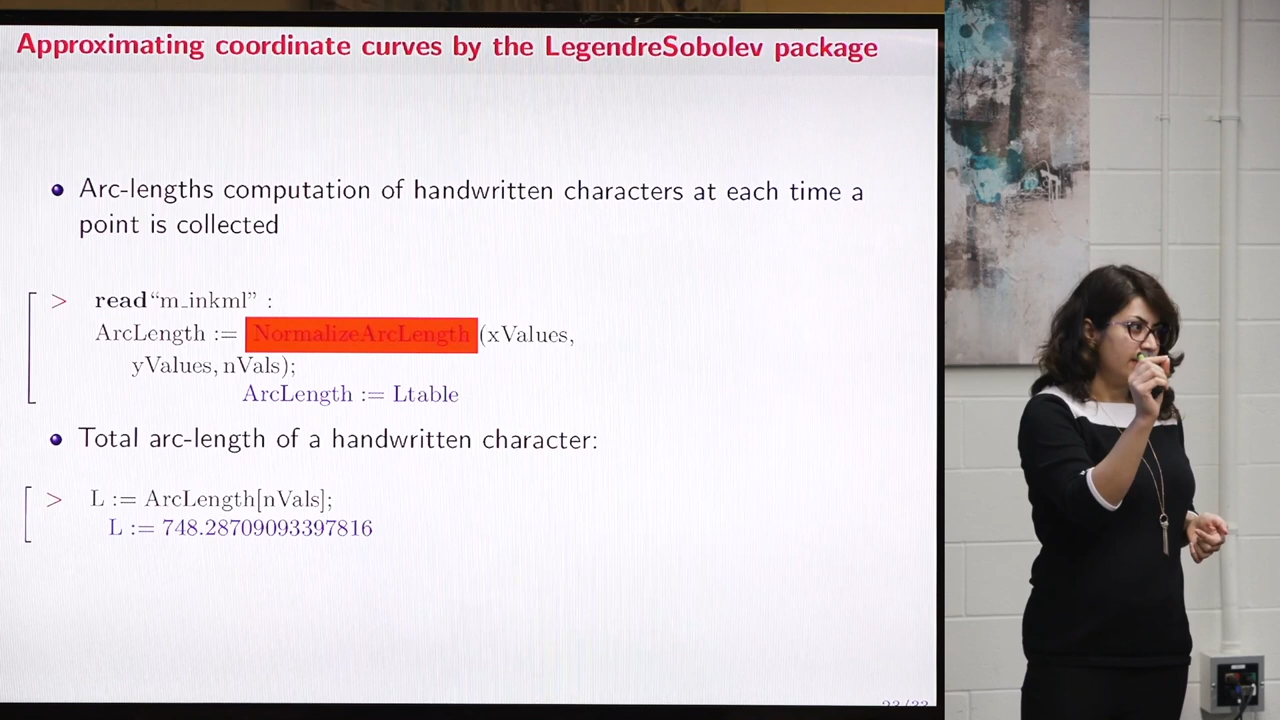 Approximating coordinate curves by the LegendreSobolev package
Arc-lengths computation of handwritten characters at each time a
point is collected
> read“m_inkml” :
ArcLength := NormalizeArcLength(xValues,
yValues, nVals);
ArcLength := Ltable
Total arc-length of a handwritten character:
> L := ArcLength[nVals];
L := 748.28709093397816